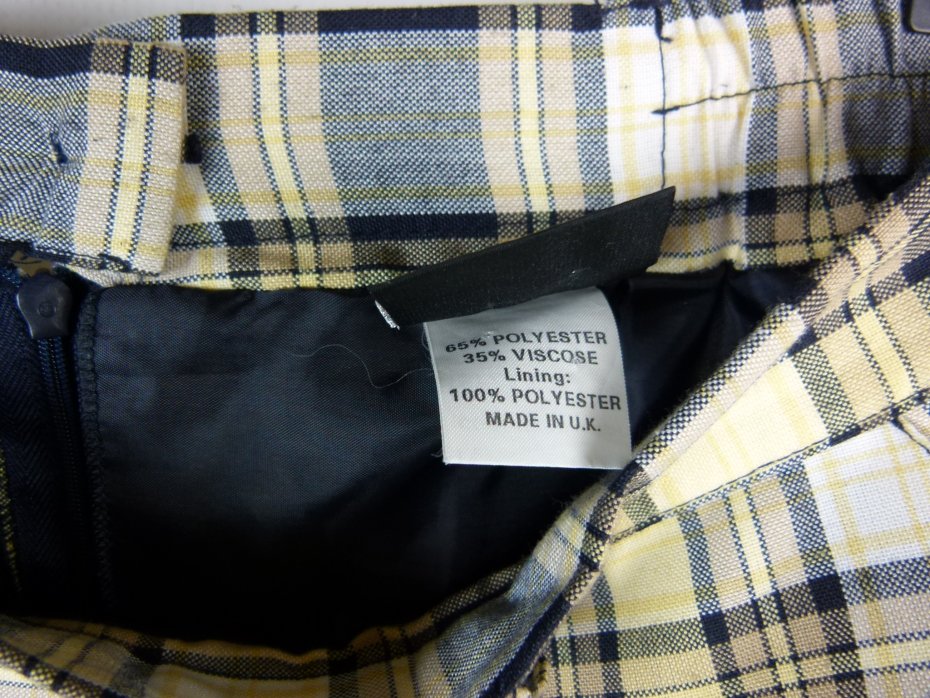 65% POLYESTER
35% VISCOSE
Lining:
100% POLYESTER
MADE IN U.K.